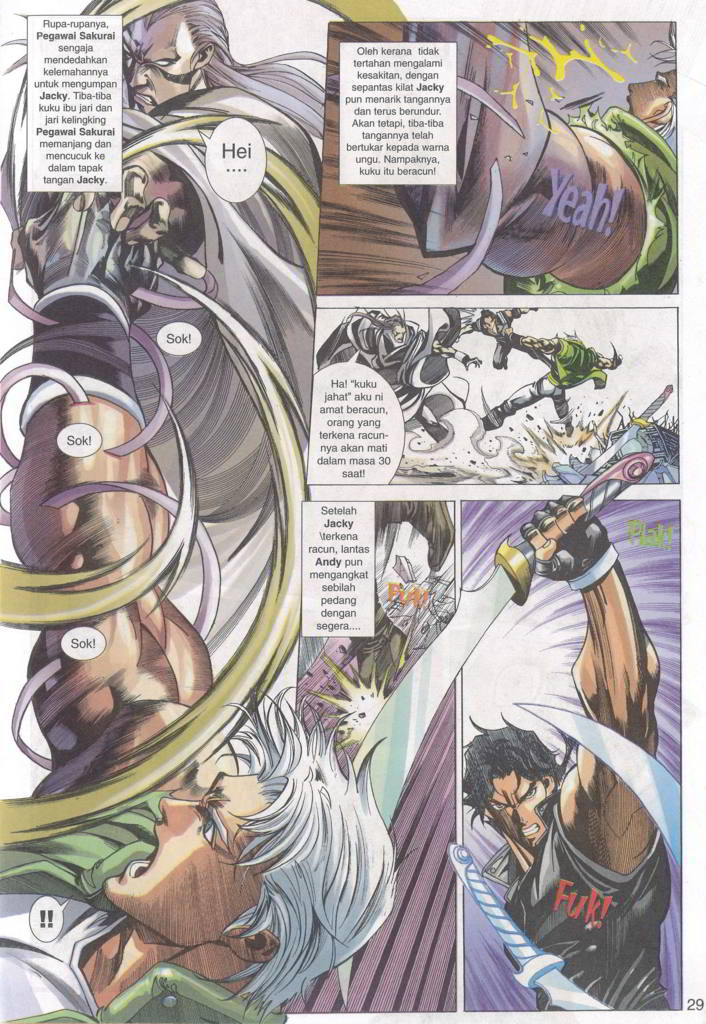 Rupa-rupanya,
Pegawai Sakurai
sengaja
mendedahkan
kelemahannya
untuk mengumpan
Jacky. Tiba-tiba
kuku ibu jari dan
jari kelingking
Pegawai Sakurai
memanjang dan
mencucuk ke
dalam tapak
tangan Jacky.
Hei
....
Sok!
Sok!
Sok!
!!
Oleh kerana tidak
tertahan mengalami
kesakitan, dengan
sepantas kilat Jacky
pun menarik tangannya
dan terus berundur.
Akan tetapi, tiba-tiba
tangannya telah
bertukar kepada warna
ungu. Nampaknya,
kuku itu beracun!
Yeah!
Ha! "kuku
jahat" aku ni
amat beracun,
orang yang
terkena racun-
nya akan mati
dalam masa 30
saat!
Setelah
Jacky
\terkena
racun, lantas
Andy pun
mengangkat
sebilah
pedang
dengan
segera....
Fuk!
Plak!
Fuk!
29